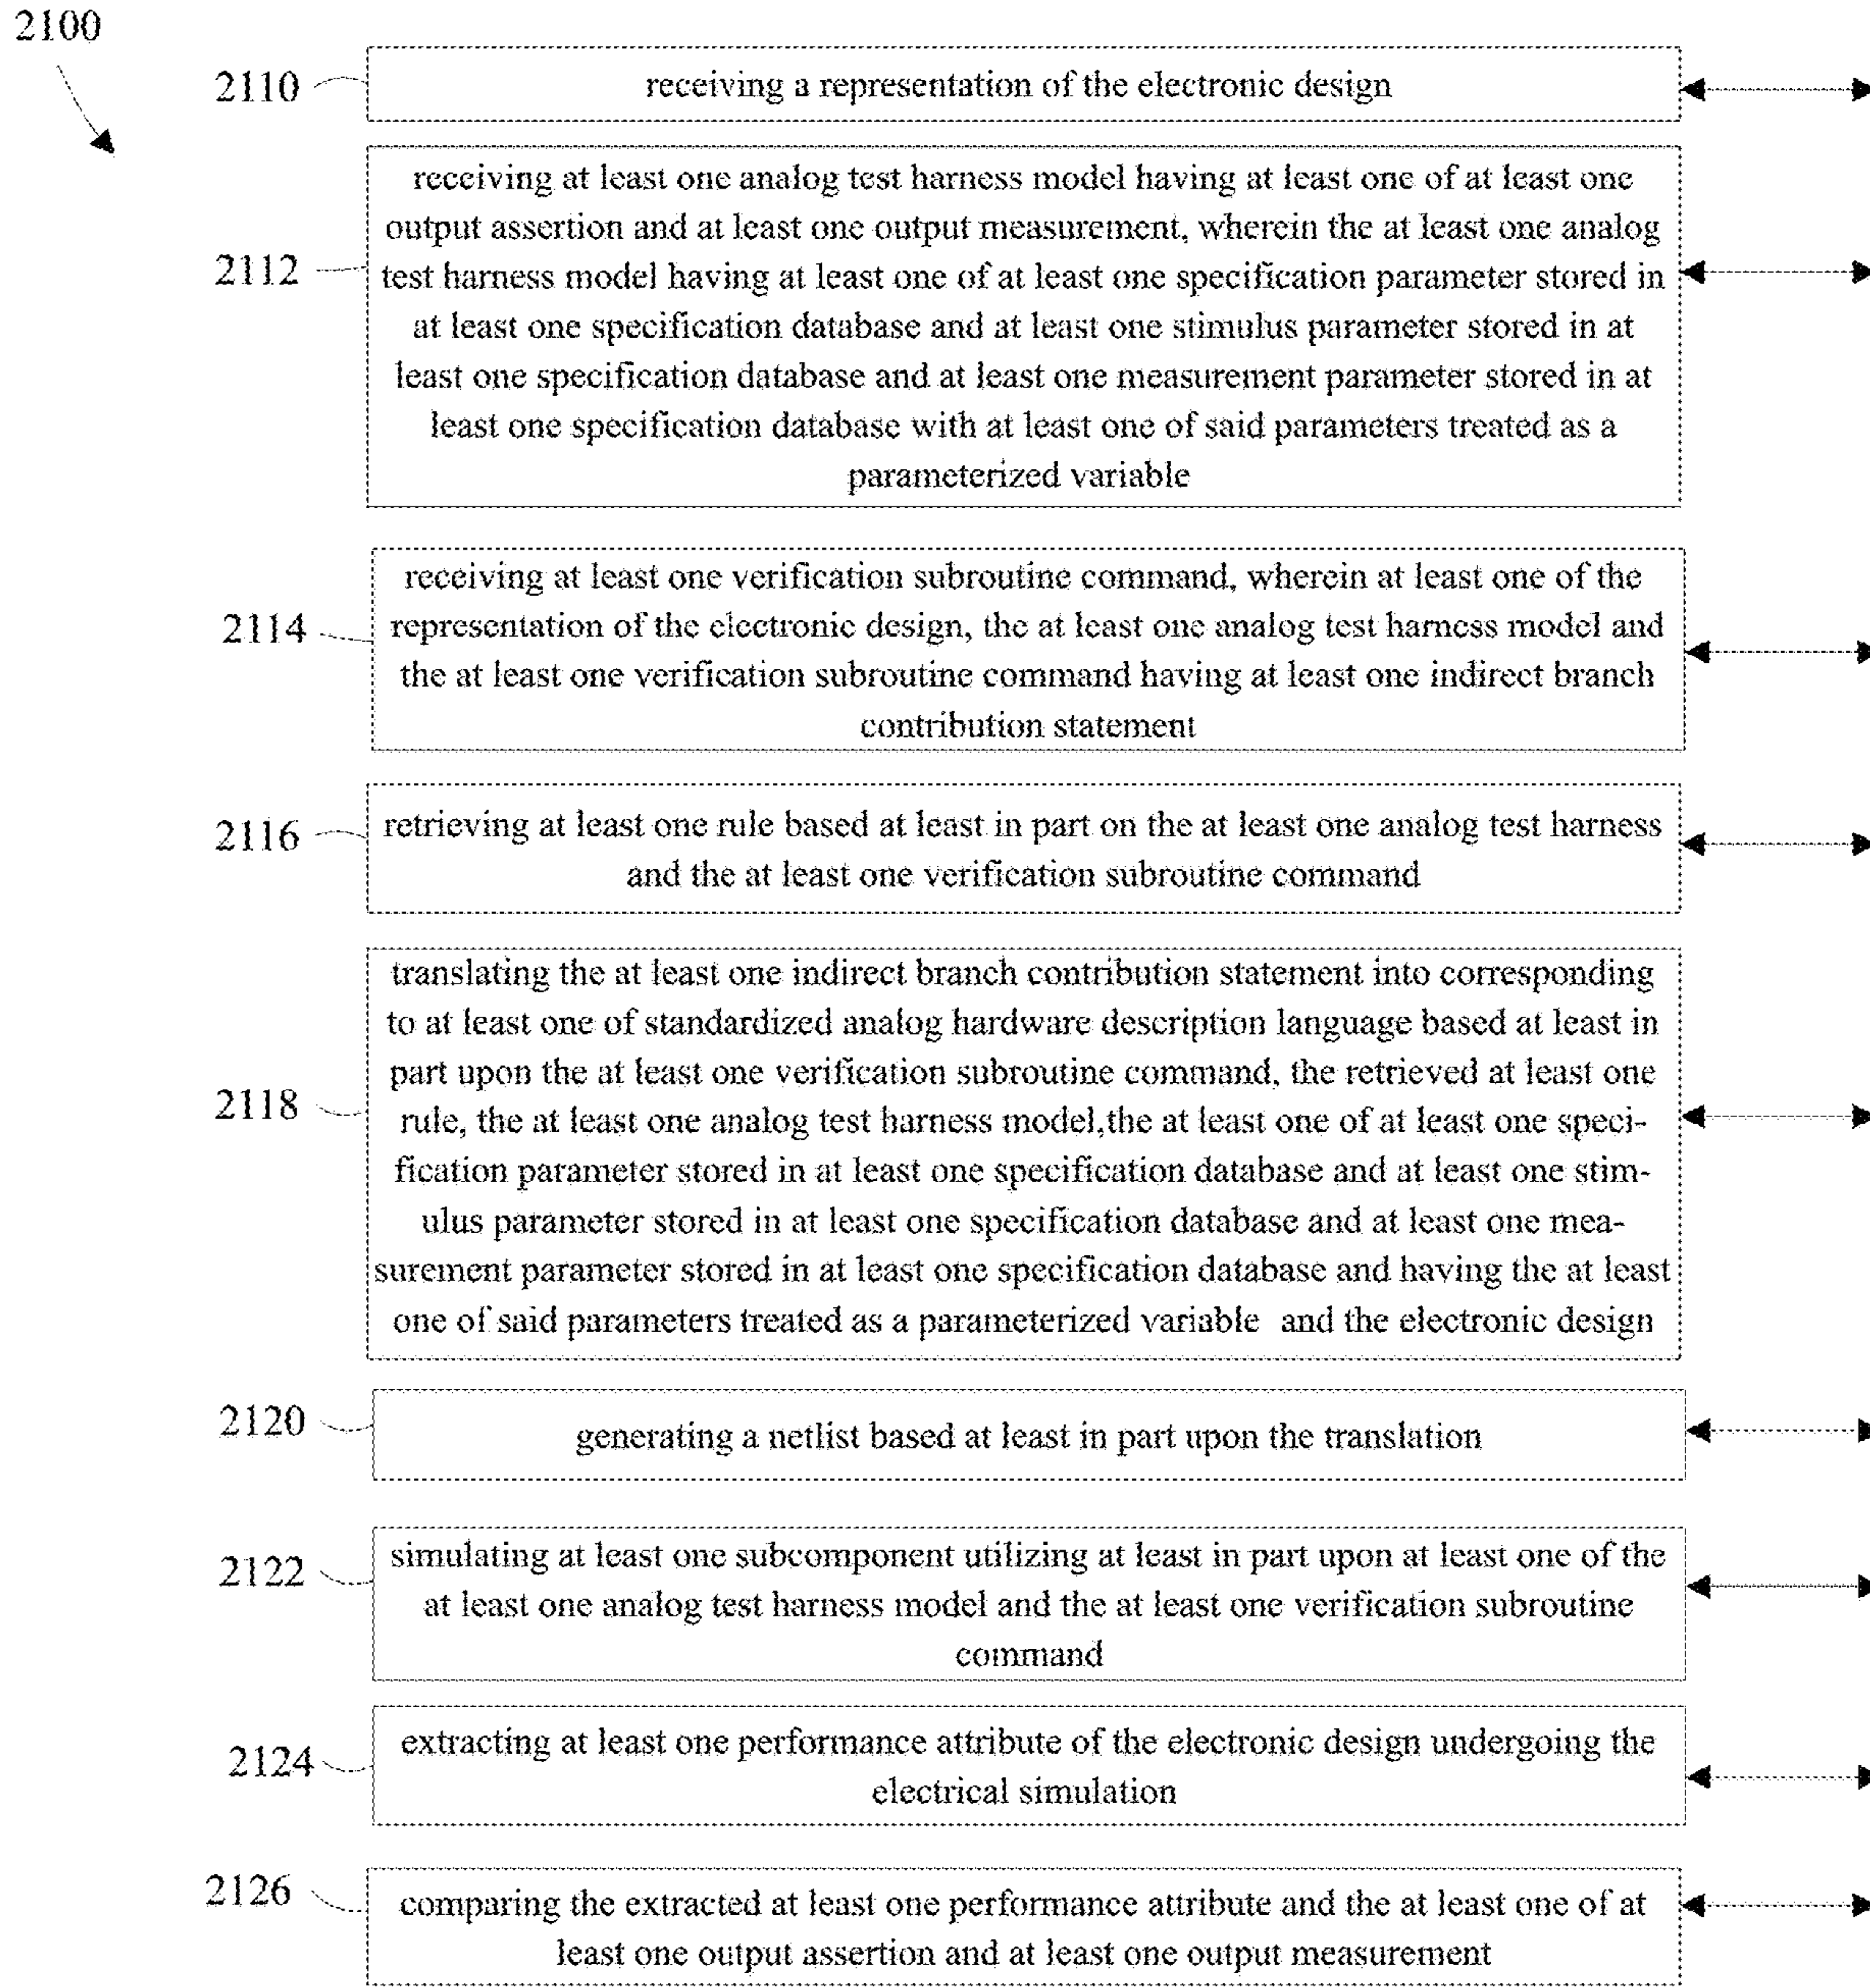 2100
2110
receiving a representation of the electronic design
2112
receiving at least one analog test harness model having at least one of at least one
output assertion and at least one output measurement, wherein the at least one analog
test harness model having at least one of at least one specification parameter stored in
at least one specification database and at least one stimulus parameter stored in at
least one specification database and at least one measurement parameter stored in at
least one specification database with at least one of said parameters treated as a
parameterized variable
2114
receiving at least one verification subroutine command, wherein at least one of the
representation of the electronic design, the at least one analog test harness model and
the at least one verification subroutine command having at least one indirect branch
contribution statement
2116
retrieving at least one rule based at least in part on the at least one analog test harness
and the at least one verification subroutine command
2118
translating the at least one indirect branch contribution statement into corresponding
to at least one of standardized analog hardware description language based at least in
part upon the at least one verification subroutine command, the retrieved at least one
rule, the at least one analog test harness model,the at least one of at least one speci-
fication parameter stored in at least one specification database and at least one stim-
ulus parameter stored in at least one specification database and at least one mea-
surement parameter stored in at least one specification database and having the at least
one of said parameters treated as a parameterized variable and the electronic design
2120
generating a netlist based at least in part upon the translation
2122
simulating at least one subcomponent utilizing at least in part upon at least one of the
at least one analog test harness model and the at least one verification subroutine
command
2124
extracting at least one performance attribute of the electronic design undergoing the
electrical simulation
2126
comparing the extracted at least one performance attribute and the at least one of at
least one output assertion and at least one output measurement